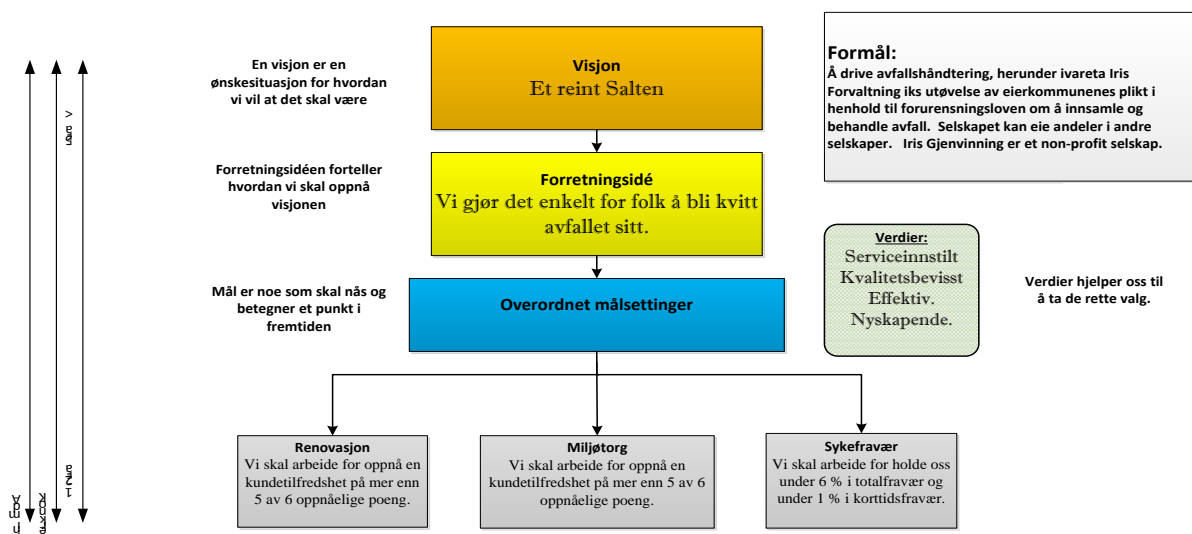 En visjon er en
ønskesituasjon for hvordan
vi vil at det skal være
Visjon
Et reint Salten
Formål:
Å drive avfallshåndtering, herunder ivareta Iris
Forvaltning iks utøvelse av eierkommunenes plikt i
henhold til forurensningsloven om å innsamle og
behandle avfall. Selskapet kan eie andeler i andre
selskaper. Iris Gjenvinning er et non-profit selskap.
Forretningsidéen forteller
hvordan vi skal oppnå
visjonen
Forretningsidé
Vi gjør det enkelt for folk å bli kvitt
avfallet sitt.
Verdier:
Serviceinnstilt
Kvalitetsbevisst
Effektiv.
Nyskapende.
Verdier hjelper oss til
å ta de rette valg.
Mål er noe som skal nås og
betegner et punkt i
fremtiden
Overordnet målsettinger
Renovasjon
Vi skal arbeide for oppnå en
kundetilfredshet på mer enn
5 av 6 oppnåelige poeng.
Miljøtorg
Vi skal arbeide for oppnå en
kundetilfredshet på mer enn 5 av 6
oppnåelige poeng.
Sykefravær
Vi skal arbeide for holde oss
under 6 % i totalfravær og
under 1 % i korttidsfravær.